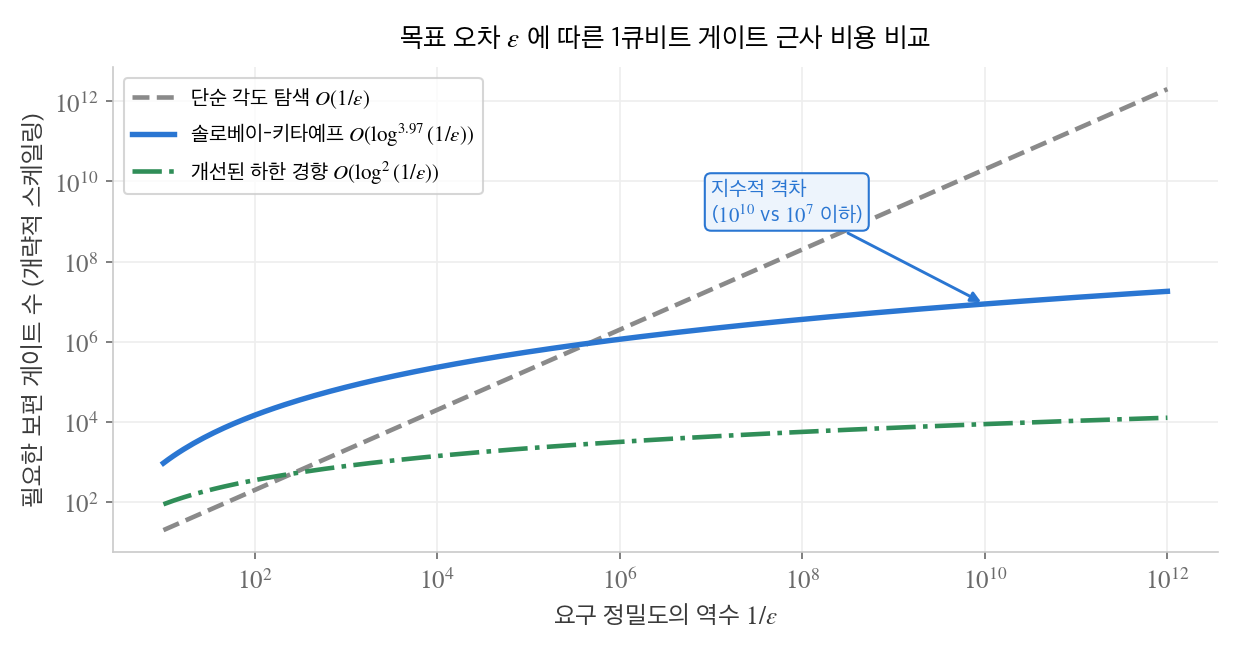 목표 오차 ε 에 따른 1큐비트 게이트 근사 비용 비교
단순 각도 탐색 O(1/ε)
솔로베이-키타예프 O(log^3.97 (1/ε))
개선된 하한 경향 O(log^2 (1/ε))
지수적 격차
(10^10 vs 10^7 이하)
필요한 보편 게이트 수 (개략적 스케일링)
10^12
10^10
10^8
10^6
10^4
10^2
10^2 10^4 10^6 10^8 10^10 10^12
요구 정밀도의 역수 1/ε